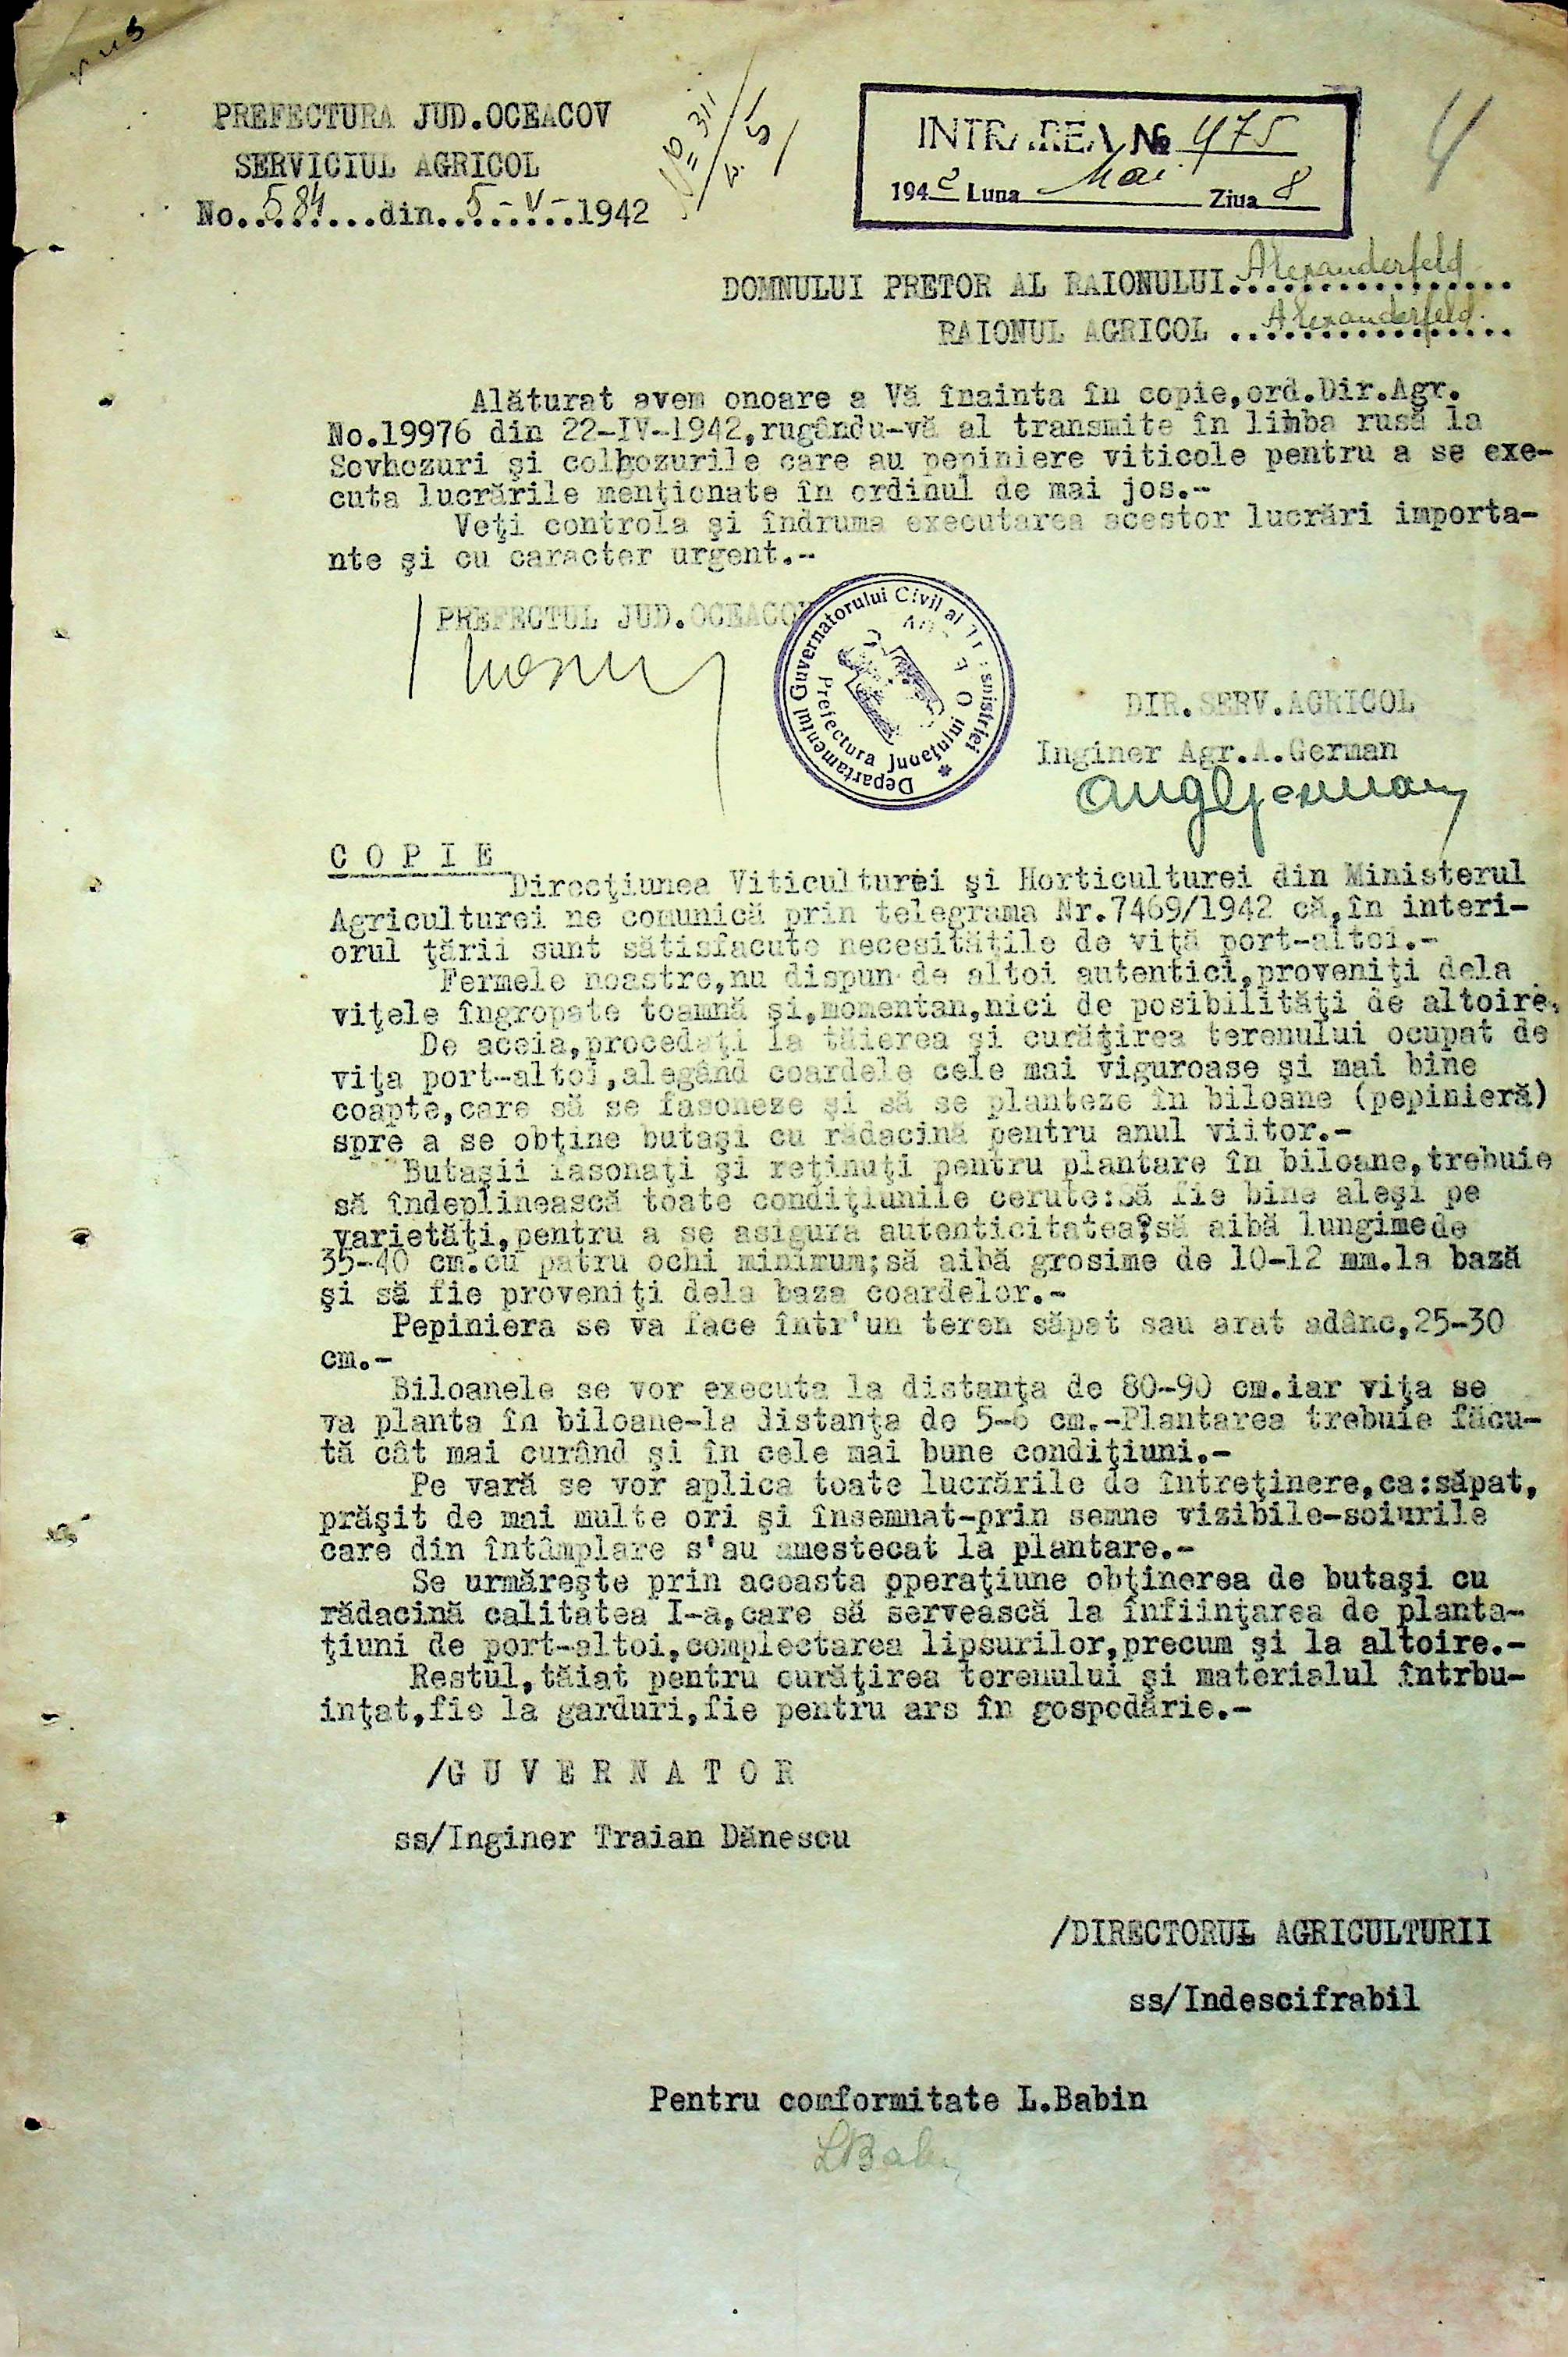 PREFECTURA JUD.OCEACOV
SERVICIUL AGRICOL
No..584...din..5-V-..1942
No 311
INTRAREA № 475
1942 Luna Mai Ziua 8
4
DOMNULUI PRETOR AL RAIONULUI Alexanderfeld
RAIONUL AGRICOL Alexanderfeld
Alăturat avem onoare a Vă înainta în copie,ord.Dir.Agr.
No.19976 din 22-IV-1942,rugându-vă al transmite în limba rusă la
Sovhozuri şi colhozurile care au pepiniere viticole pentru a se exe-
cuta lucrările menţionate în ordinul de mai jos.-
Veţi controla şi îndruma executarea acestor lucrări importa-
nte şi cu caracter urgent.-
PREFECTUL JUD.OCEACOV
Departamentul Guvernatorului Civil al Transnistriei
Prefectura Judeţului
DIR.SERV.AGRICOL
Inginer Agr.A.German
C O P I E
Direcţiunea Viticulturei şi Horticulturei din Ministerul
Agriculturei ne comunică prin telegrama Nr.7469/1942 că,în interi-
orul ţării sunt sătisfacute necesităţile de viţă port-altoi.-
Fermele noastre,nu dispun de altoi autentici,proveniţi dela
viţele îngropate toamnă şi,momentan,nici de posibilităţi de altoire.
De aceia,procedaţi la tăierea şi curăţirea terenului ocupat de
viţa port-altoi,alegând coardele cele mai viguroase şi mai bine
coapte,care să se fasoneze şi să se planteze în biloane (pepinieră)
spre a se obţine butaşi cu rădacină pentru anul viitor.-
Butaşii fasonaţi şi reţinuţi pentru plantare în biloane,trebuie
să îndeplinească toate condiţiunile cerute:Să fie bine aleşi pe
varietăţi,pentru a se asigura autenticitatea;să aibă lungimede
35-40 cm.cu patru ochi minimum;să aibă grosime de 10-12 mm.la bază
şi să fie proveniţi dela baza coardelor.-
Pepiniera se va face într'un teren săpat sau arat adânc,25-30
cm.-
Biloanele se vor executa la distanţa de 80-90 cm.iar viţa se
va planta în biloane-la distanţa de 5-6 cm.-Plantarea trebuie făcu-
tă cât mai curând şi în cele mai bune condiţiuni.-
Pe vară se vor aplica toate lucrările de întreţinere,ca:săpat,
prăşit de mai multe ori şi însemnat-prin semne vizibile-soiurile
care din întâmplare s'au amestecat la plantare.-
Se urmăreşte prin aceasta operaţiune obţinerea de butaşi cu
rădacină calitatea I-a,care să servească la înfiinţarea de planta-
ţiuni de port-altoi,complectarea lipsurilor,precum şi la altoire.-
Restul,tăiat pentru curăţirea terenului şi materialul întrbu-
inţat,fie la garduri,fie pentru ars în gospodărie.-
/G U V E R N A T O R
ss/Inginer Traian Dănescu
/DIRECTORUL AGRICULTURII
ss/Indescifrabil
Pentru comformitate L.Babin